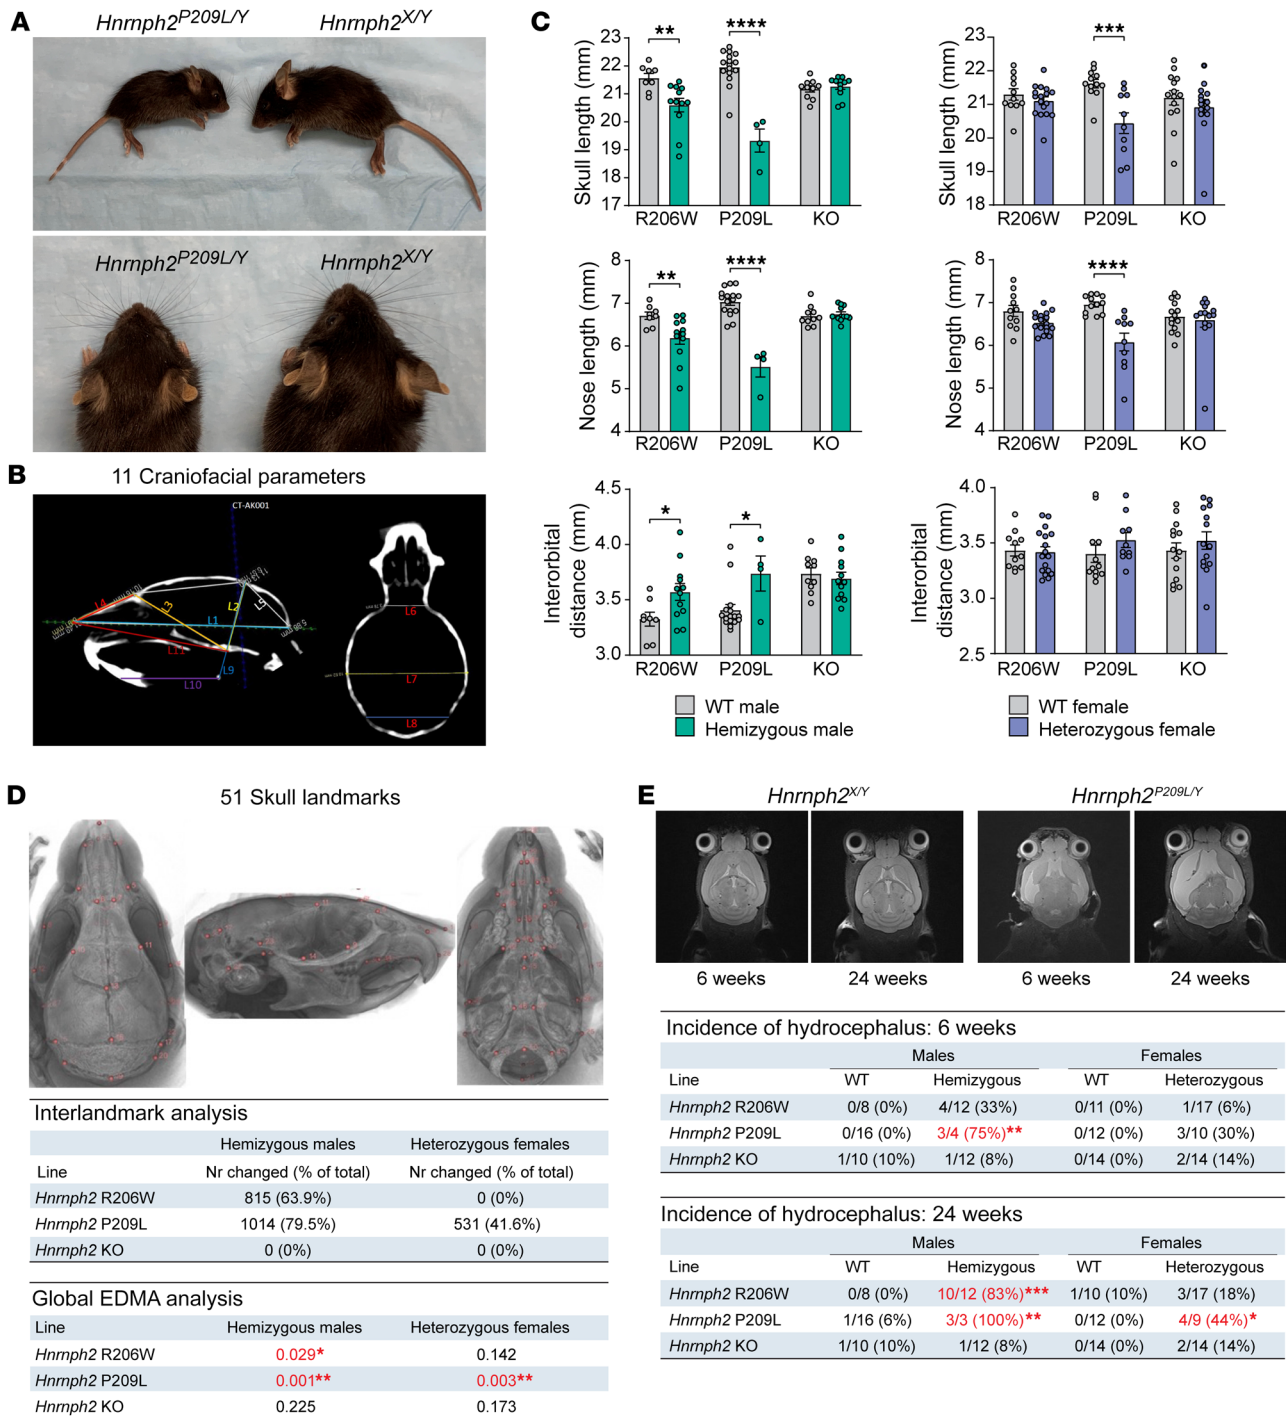 A
Hnrnph2P209L/Y
Hnrnph2X/Y
Hnrnph2P209L/Y
Hnrnph2X/Y
B
11 Craniofacial parameters
CT-AK001
L4
L3
L1
L2
L5
L11
L9
L10
L6
L7
L8
C
Skull length (mm)
23
22
21
20
19
18
17
**
****
R206W
P209L
KO
Skull length (mm)
23
22
21
20
19
18
***
R206W
P209L
KO
Nose length (mm)
8
7
6
5
4
**
****
R206W
P209L
KO
Nose length (mm)
8
7
6
5
4
****
R206W
P209L
KO
Interorbital
distance (mm)
4.5
4.0
3.5
3.0
*
*
R206W
P209L
KO
Interorbital
distance (mm)
4.0
3.5
3.0
2.5
R206W
P209L
KO
WT male
Hemizygous male
WT female
Heterozygous female
D
51 Skull landmarks
Interlandmark analysis
Hemizygous males Heterozygous females
Line Nr changed (% of total) Nr changed (% of total)
Hnrnph2 R206W 815 (63.9%) 0 (0%)
Hnrnph2 P209L 1014 (79.5%) 531 (41.6%)
Hnrnph2 KO 0 (0%) 0 (0%)
Global EDMA analysis
Line Hemizygous males Heterozygous females
Hnrnph2 R206W 0.029* 0.142
Hnrnph2 P209L 0.001** 0.003**
Hnrnph2 KO 0.225 0.173
E
Hnrnph2X/Y
Hnrnph2P209L/Y
6 weeks 24 weeks 6 weeks 24 weeks
Incidence of hydrocephalus: 6 weeks
Males Females
Line WT Hemizygous WT Heterozygous
Hnrnph2 R206W 0/8 (0%) 4/12 (33%) 0/11 (0%) 1/17 (6%)
Hnrnph2 P209L 0/16 (0%) 3/4 (75%)** 0/12 (0%) 3/10 (30%)
Hnrnph2 KO 1/10 (10%) 1/12 (8%) 0/14 (0%) 2/14 (14%)
Incidence of hydrocephalus: 24 weeks
Males Females
Line WT Hemizygous WT Heterozygous
Hnrnph2 R206W 0/8 (0%) 10/12 (83%)*** 1/10 (10%) 3/17 (18%)
Hnrnph2 P209L 1/16 (6%) 3/3 (100%)** 0/12 (0%) 4/9 (44%)*
Hnrnph2 KO 1/10 (10%) 1/12 (8%) 0/14 (0%) 2/14 (14%)